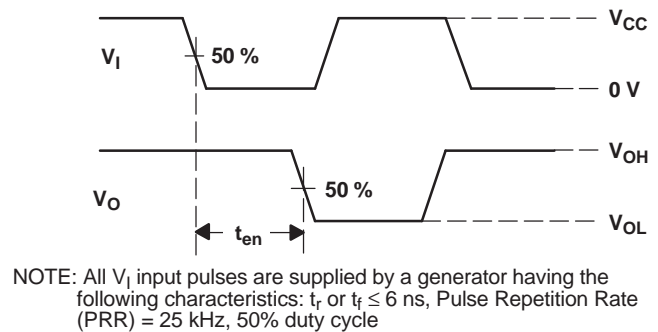 V_CC
V_I
50 %
0 V
V_OH
V_O
50 %
V_OL
t_en
NOTE: All V_I input pulses are supplied by a generator having the
following characteristics: t_r or t_f ≤ 6 ns, Pulse Repetition Rate
(PRR) = 25 kHz, 50% duty cycle